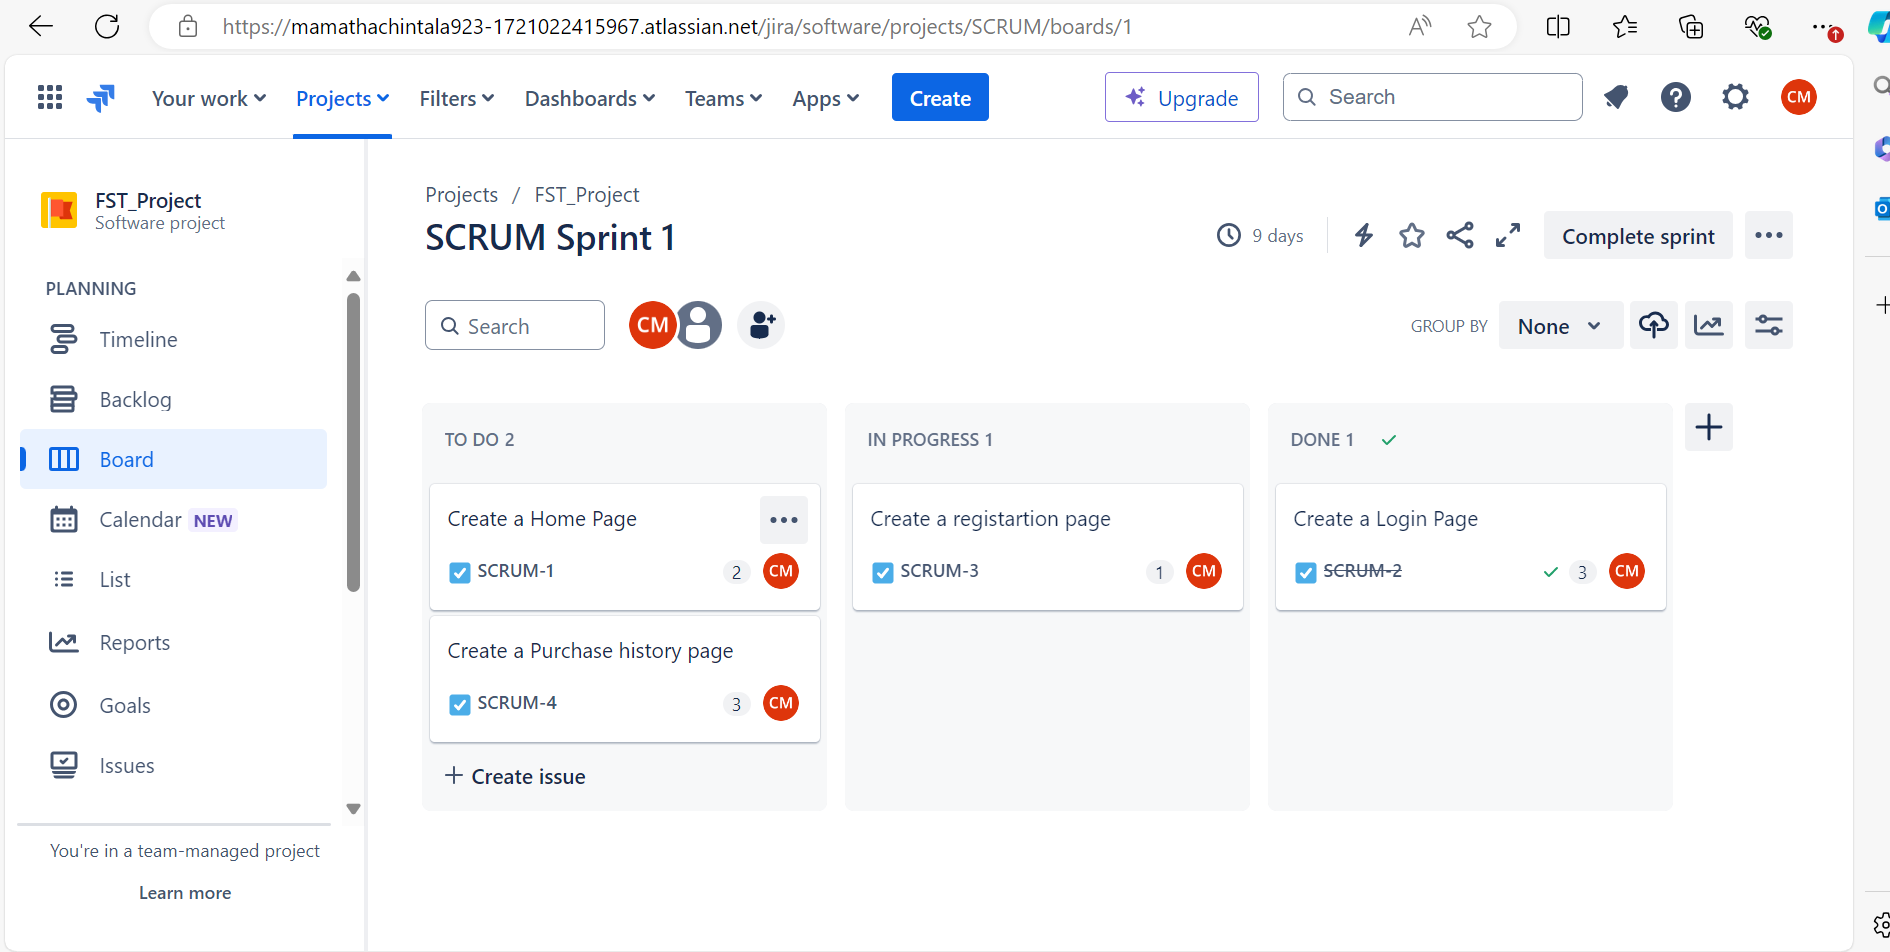 https://mamathachintala923-1721022415967.atlassian.net/jira/software/projects/SCRUM/boards/1
Your work Projects Filters Dashboards Teams Apps Create Upgrade Search CM
FST_Project
Software project
PLANNING
Timeline
Backlog
Board
Calendar NEW
List
Reports
Goals
Issues
You're in a team-managed project
Learn more
Projects / FST_Project
SCRUM Sprint 1
9 days Complete sprint
Search CM GROUP BY None
TO DO 2
Create a Home Page
SCRUM-1 2 CM
Create a Purchase history page
SCRUM-4 3 CM
+ Create issue
IN PROGRESS 1
Create a registartion page
SCRUM-3 1 CM
DONE 1
Create a Login Page
SCRUM-2 3 CM